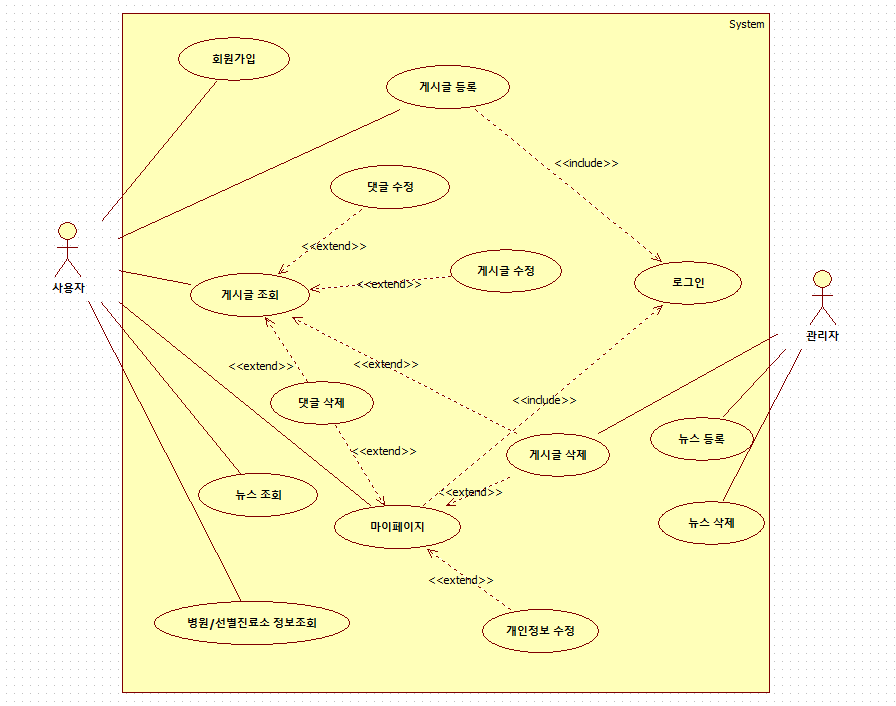 System
회원가입
게시글 등록
<<include>>
댓글 수정
<<extend>>
게시글 수정
<<extend>>
사용자
게시글 조회
로그인
관리자
<<extend>>
<<extend>>
댓글 삭제
<<include>>
<<extend>>
게시글 삭제
뉴스 등록
뉴스 조회
<<extend>>
마이페이지
뉴스 삭제
<<extend>>
병원/선별진료소 정보조회
개인정보 수정